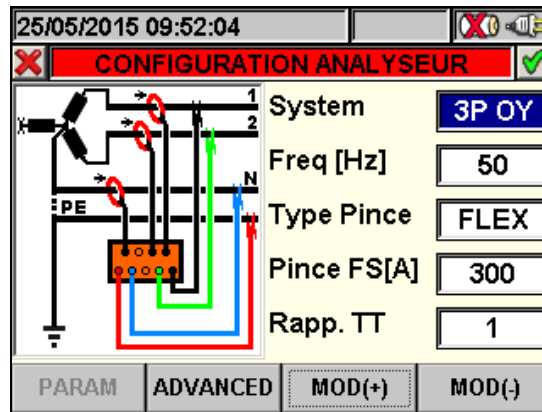 25/05/2015 09:52:04
CONFIGURATION ANALYSEUR
1
2
N
PE
System 3P OY
Freq [Hz] 50
Type Pince FLEX
Pince FS[A] 300
Rapp. TT 1
PARAM ADVANCED MOD(+) MOD(-)